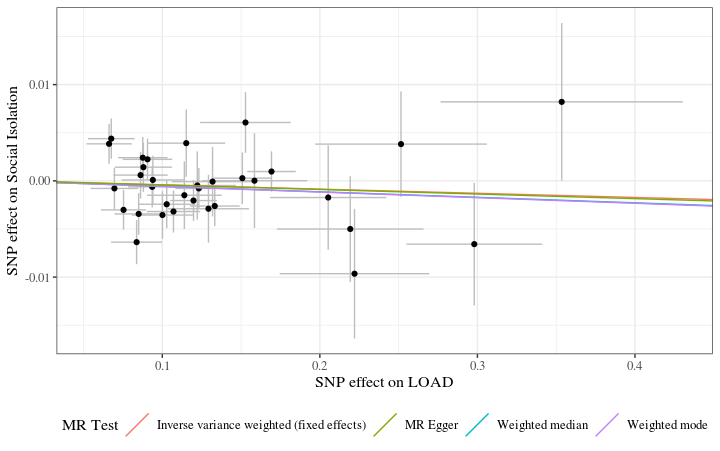 SNP effect on Social Isolation
0.01
0.00
-0.01
0.1 0.2 0.3 0.4
SNP effect on LOAD
MR Test Inverse variance weighted (fixed effects) MR Egger Weighted median Weighted mode